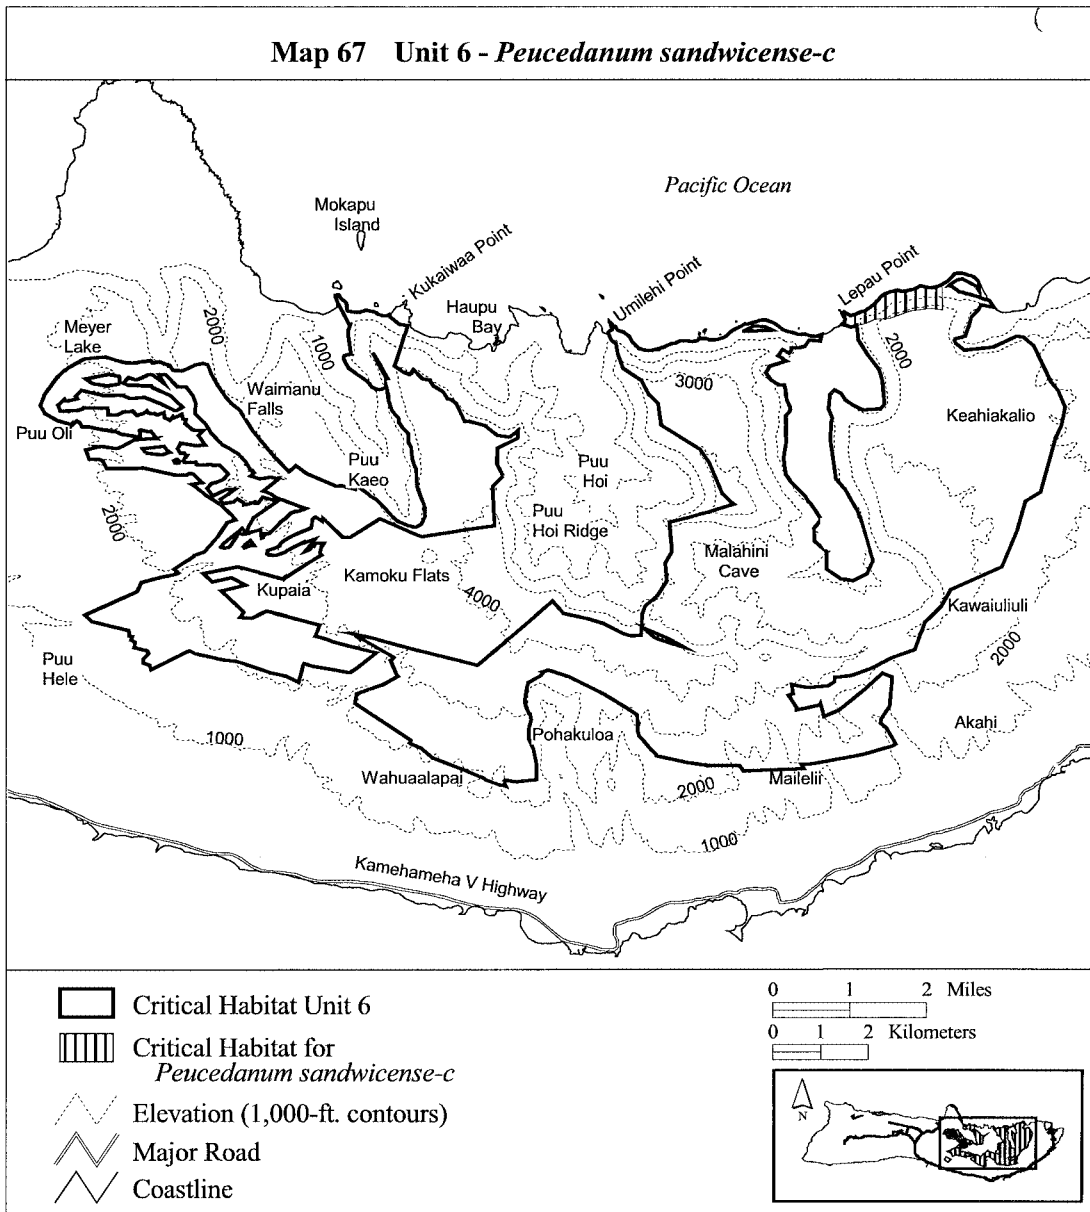 Map 67 Unit 6 - Peucedanum sandwicense-c
Pacific Ocean
Mokapu
Island
Kukaiwaa Point
Haupu
Bay
Umilehi Point
Lepau Point
Meyer
Lake
2000
1000
Waimanu
Falls
3000
2000
Keahiakalio
Puu Oli
Puu
Kaeo
Puu
Hoi
2000
Puu
Hoi Ridge
Malahini
Cave
Kamoku Flats
Kupaia
4000
Kawaiuliuli
2000
Puu
Hele
1000
Akahi
Pohakuloa
Wahuaalapai
Mailelii
2000
1000
Kamehameha V Highway
Critical Habitat Unit 6
Critical Habitat for
Peucedanum sandwicense-c
Elevation (1,000-ft. contours)
Major Road
Coastline
0 1 2 Miles
0 1 2 Kilometers
N